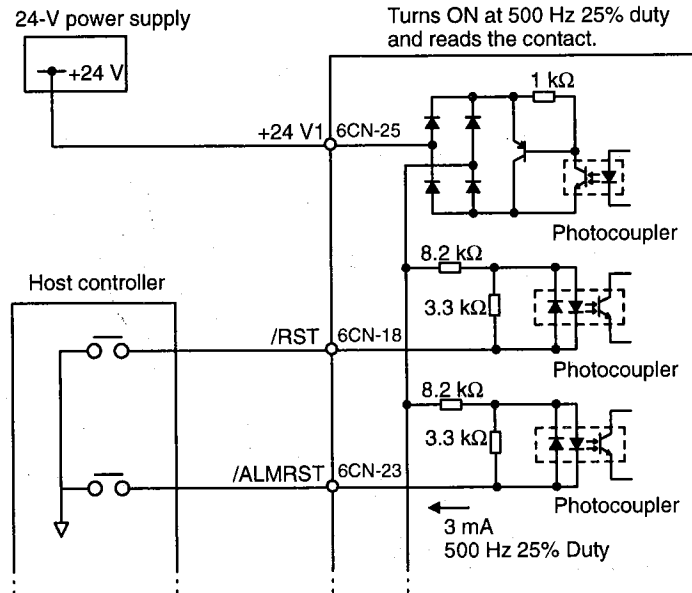 24-V power supply
+24 V
Turns ON at 500 Hz 25% duty
and reads the contact.
1 kΩ
+24 V1
6CN-25
Photocoupler
8.2 kΩ
Host controller
3.3 kΩ
/RST
6CN-18
Photocoupler
8.2 kΩ
3.3 kΩ
/ALMRST
6CN-23
Photocoupler
3 mA
500 Hz 25% Duty